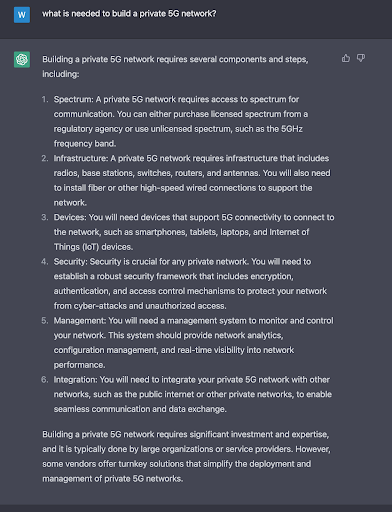 W what is needed to build a private 5G network?
Building a private 5G network requires several components and steps,
including:
1. Spectrum: A private 5G network requires access to spectrum for
communication. You can either purchase licensed spectrum from a
regulatory agency or use unlicensed spectrum, such as the 5GHz
frequency band.
2. Infrastructure: A private 5G network requires infrastructure that includes
radios, base stations, switches, routers, and antennas. You will also need
to install fiber or other high-speed wired connections to support the
network.
3. Devices: You will need devices that support 5G connectivity to connect to
the network, such as smartphones, tablets, laptops, and Internet of
Things (IoT) devices.
4. Security: Security is crucial for any private network. You will need to
establish a robust security framework that includes encryption,
authentication, and access control mechanisms to protect your network
from cyber-attacks and unauthorized access.
5. Management: You will need a management system to monitor and control
your network. This system should provide network analytics,
configuration management, and real-time visibility into network
performance.
6. Integration: You will need to integrate your private 5G network with other
networks, such as the public internet or other private networks, to enable
seamless communication and data exchange.
Building a private 5G network requires significant investment and expertise,
and it is typically done by large organizations or service providers. However,
some vendors offer turnkey solutions that simplify the deployment and
management of private 5G networks.